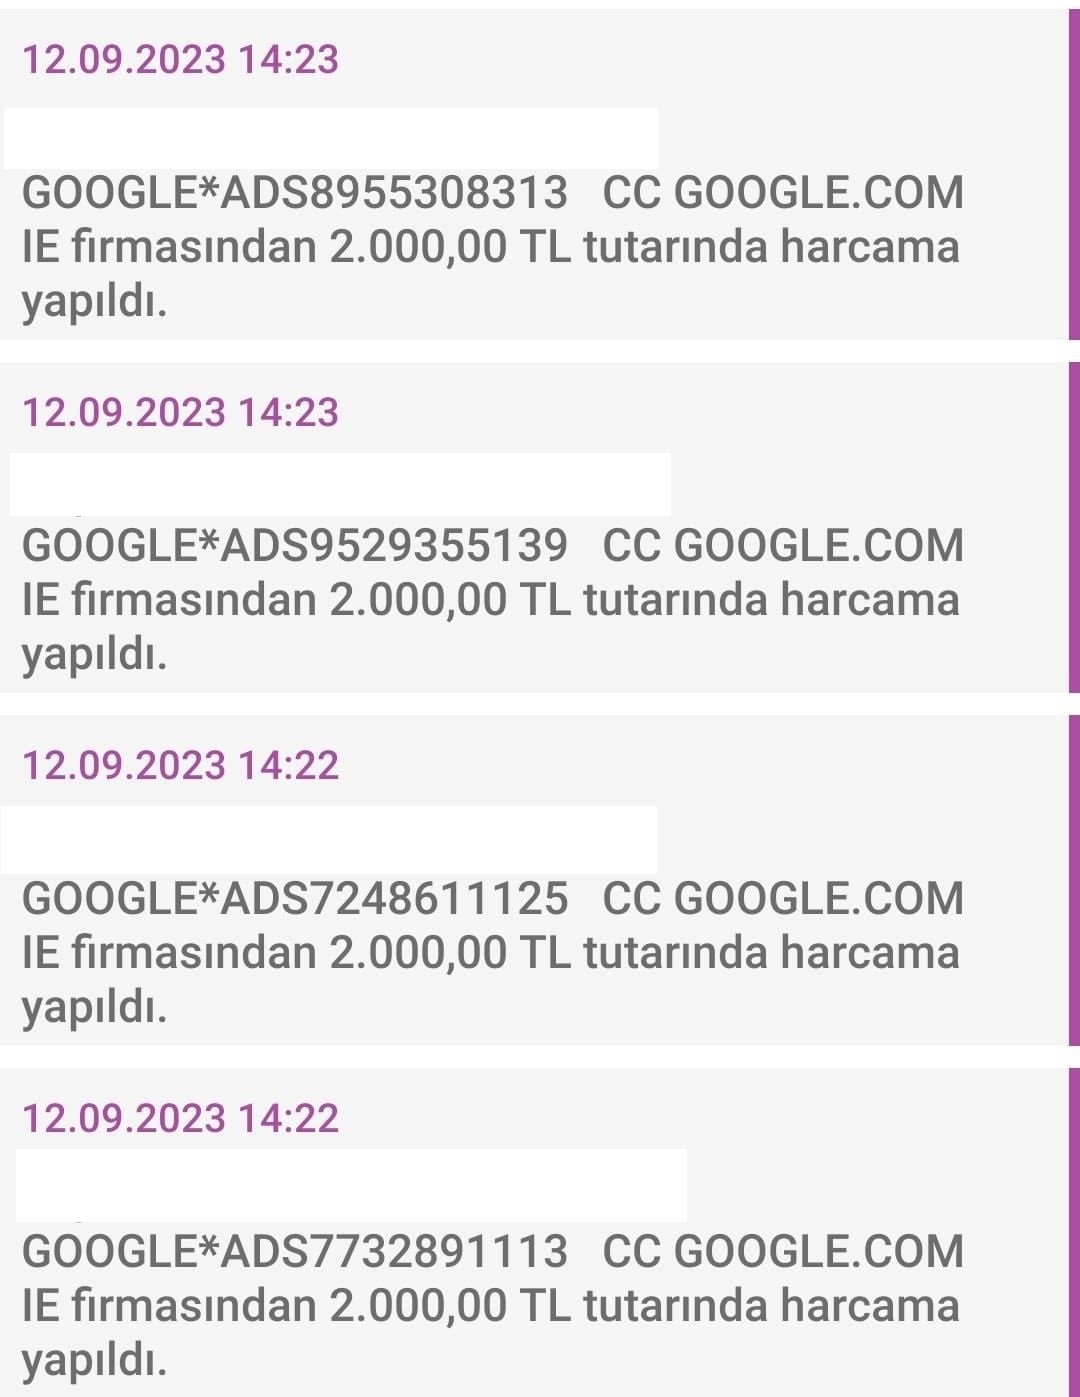 12.09.2023 14:23
GOOGLE*ADS8955308313 CC GOOGLE.COM
IE firmasından 2.000,00 TL tutarında harcama
yapıldı.
12.09.2023 14:23
GOOGLE*ADS9529355139 CC GOOGLE.COM
IE firmasından 2.000,00 TL tutarında harcama
yapıldı.
12.09.2023 14:22
GOOGLE*ADS7248611125 CC GOOGLE.COM
IE firmasından 2.000,00 TL tutarında harcama
yapıldı.
12.09.2023 14:22
GOOGLE*ADS7732891113 CC GOOGLE.COM
IE firmasından 2.000,00 TL tutarında harcama
yapıldı.